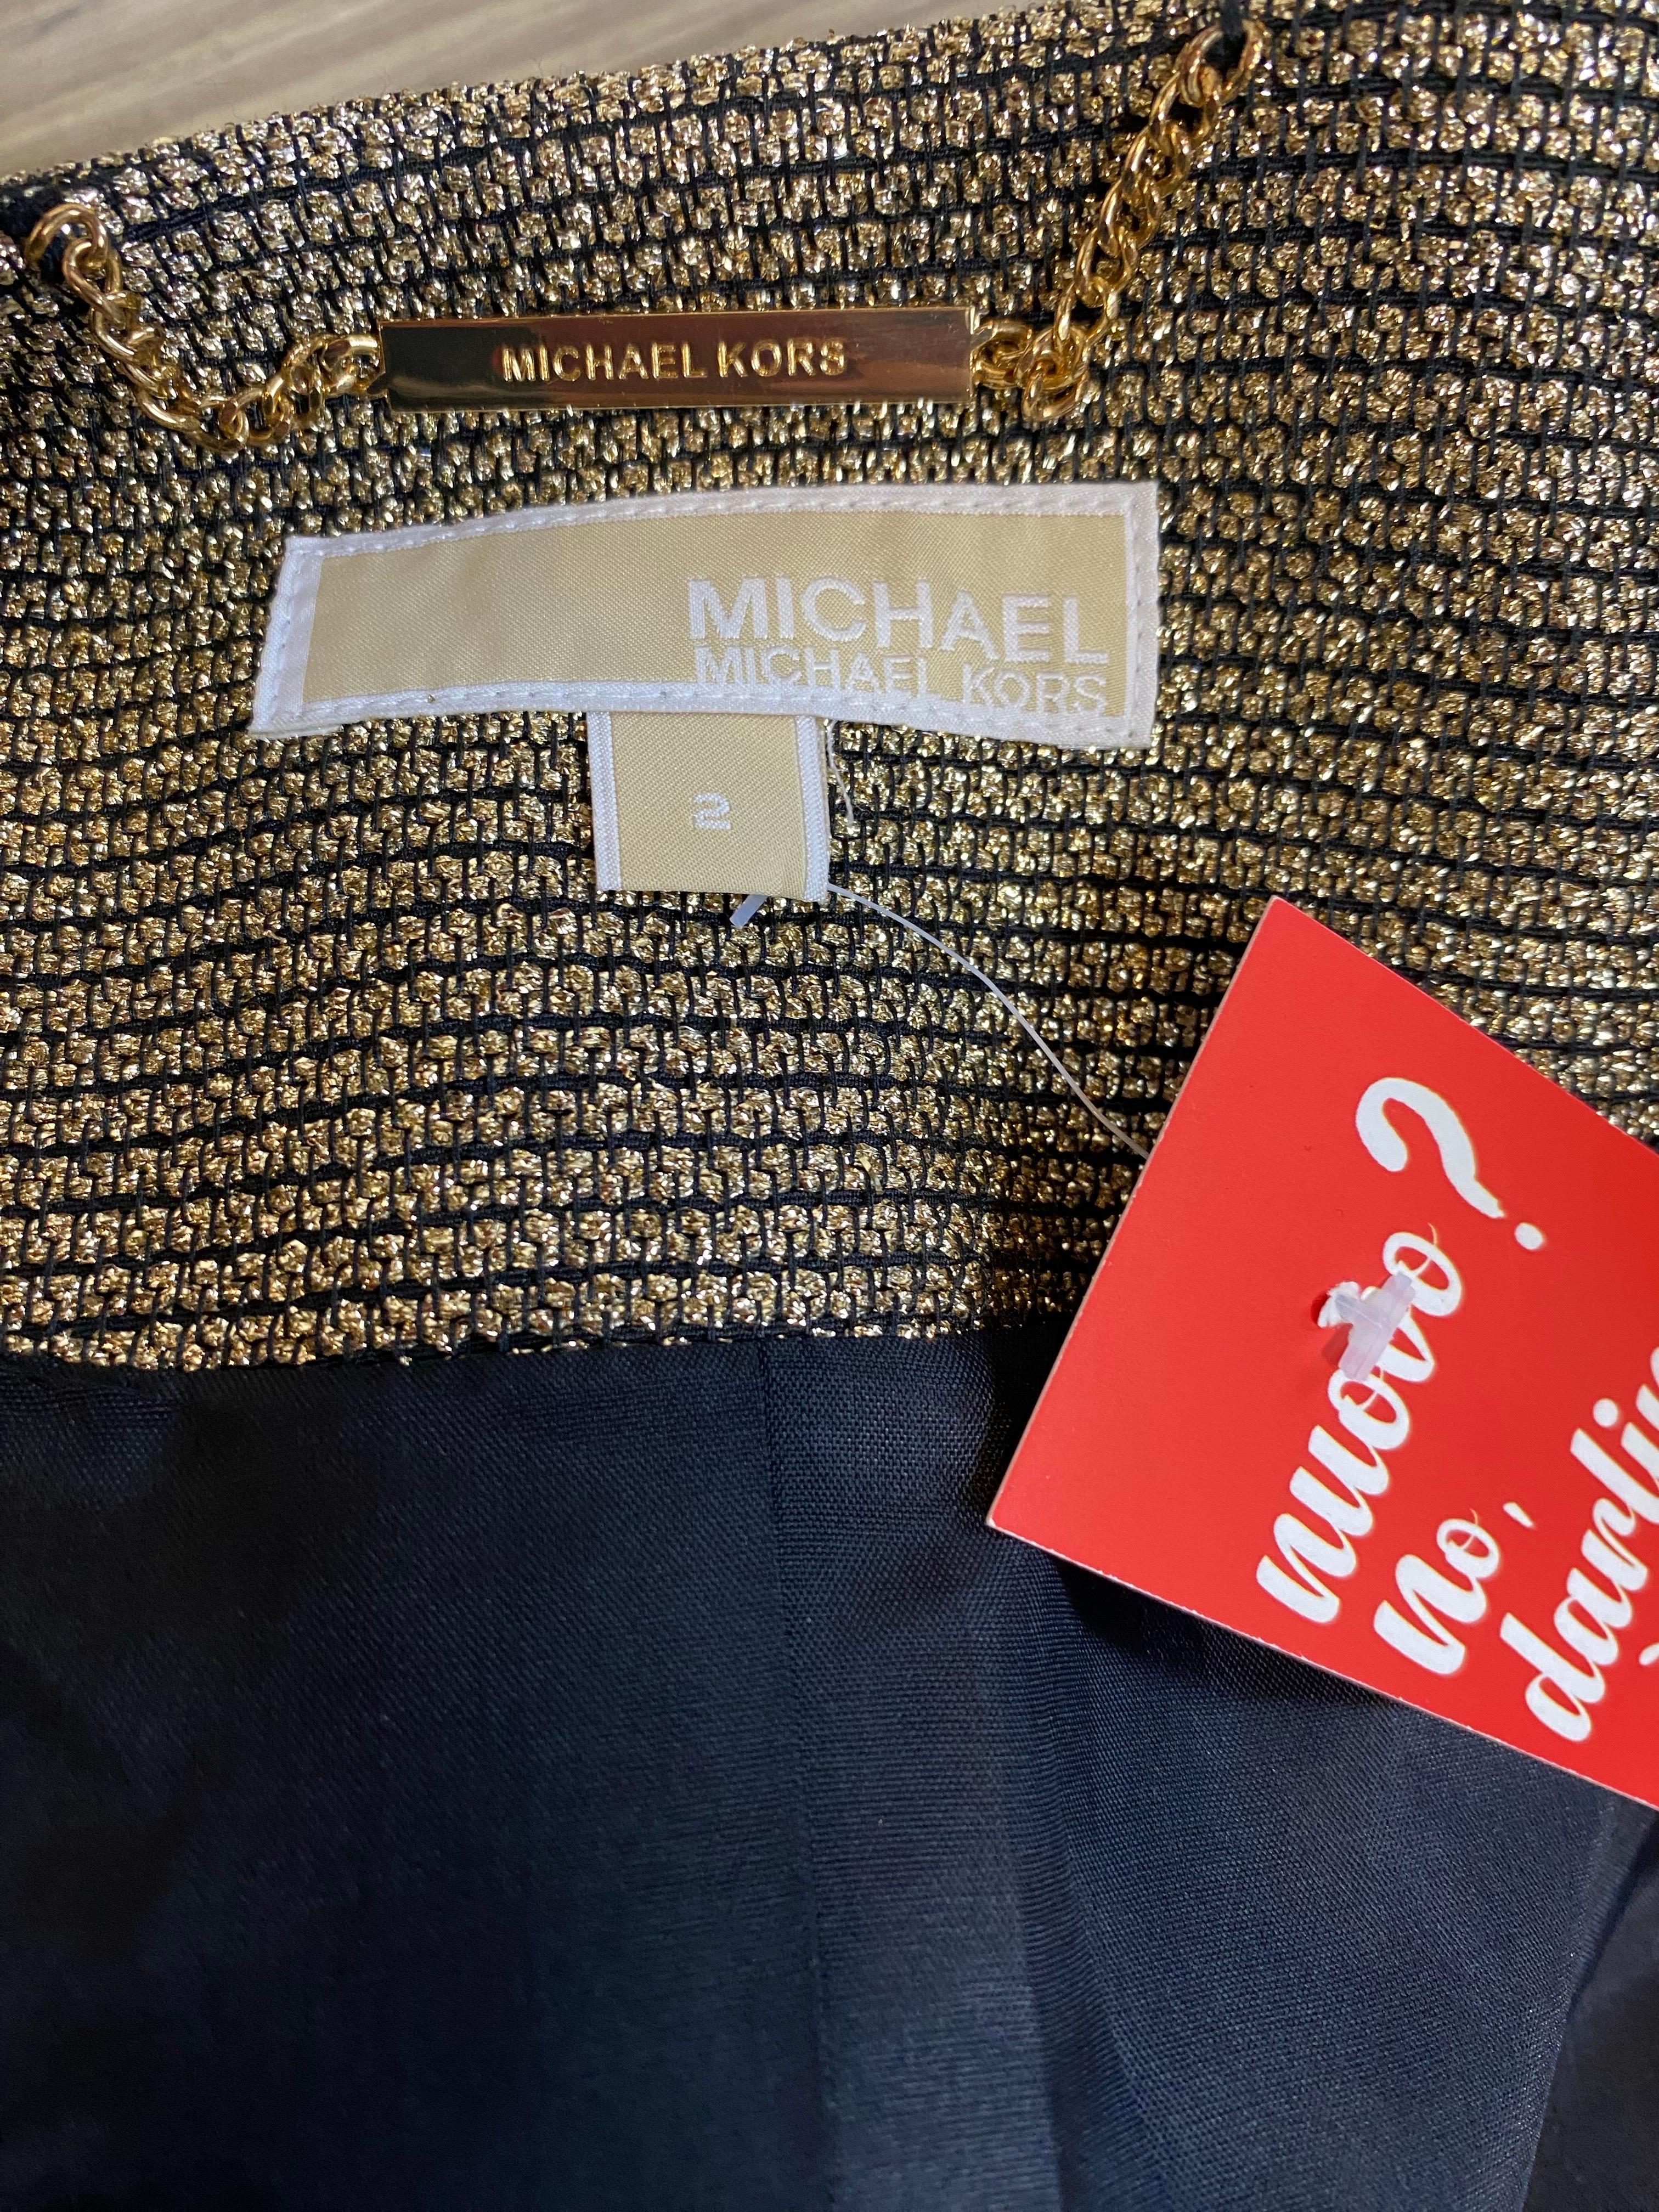 MICHAEL KORS
MICHAEL
MICHAEL KORS
2
nuovo?
No,